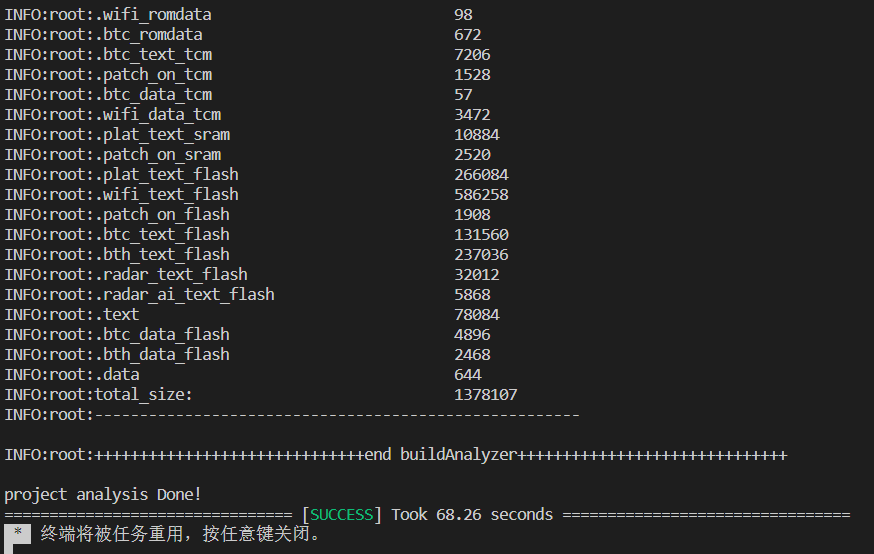 INFO:root:.wifi_romdata 98
INFO:root:.btc_romdata 672
INFO:root:.btc_text_tcm 7206
INFO:root:.patch_on_tcm 1528
INFO:root:.btc_data_tcm 57
INFO:root:.wifi_data_tcm 3472
INFO:root:.plat_text_sram 10884
INFO:root:.patch_on_sram 2520
INFO:root:.plat_text_flash 266084
INFO:root:.wifi_text_flash 586258
INFO:root:.patch_on_flash 1908
INFO:root:.btc_text_flash 131560
INFO:root:.bth_text_flash 237036
INFO:root:.radar_text_flash 32012
INFO:root:.radar_ai_text_flash 5868
INFO:root:.text 78084
INFO:root:.btc_data_flash 4896
INFO:root:.bth_data_flash 2468
INFO:root:.data 644
INFO:root:total_size: 1378107
INFO:root:------------------------------------------------------
INFO:root:++++++++++++++++++++++++++++++end buildAnalyzer++++++++++++++++++++++++++++++
project analysis Done!
================================ [SUCCESS] Took 68.26 seconds ================================
* 终端将被任务重用，按任意键关闭。